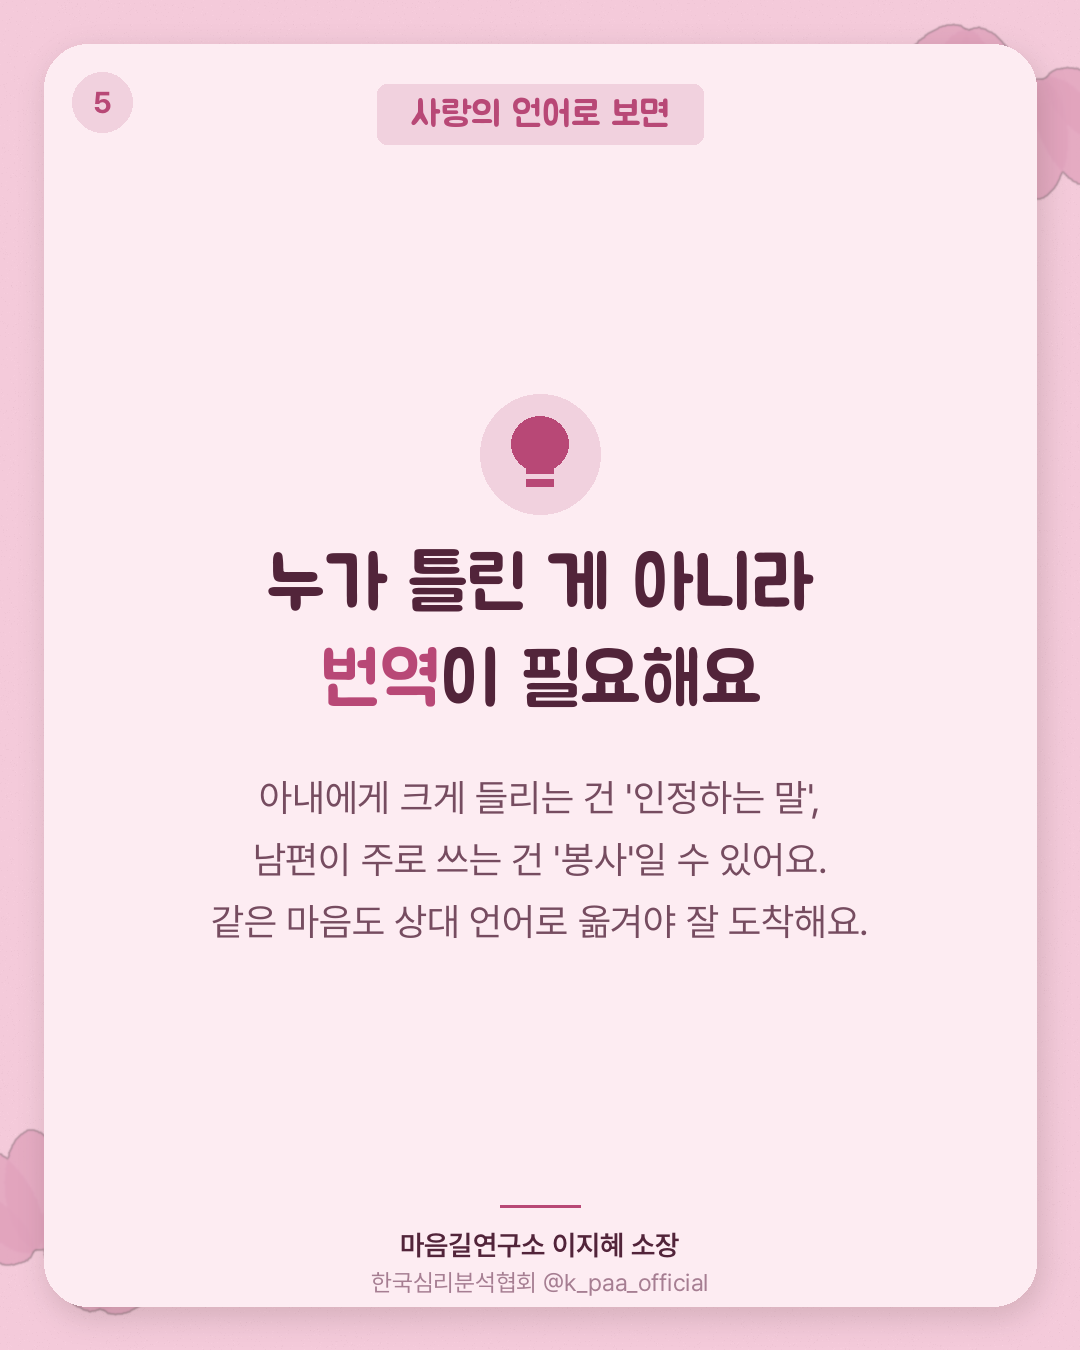 5
사랑의 언어로 보면
누가 틀린 게 아니라
번역이 필요해요
아내에게 크게 들리는 건 '인정하는 말',
남편이 주로 쓰는 건 '봉사'일 수 있어요.
같은 마음도 상대 언어로 옮겨야 잘 도착해요.
마음길연구소 이지혜 소장
한국심리분석협회 @k_paa_official